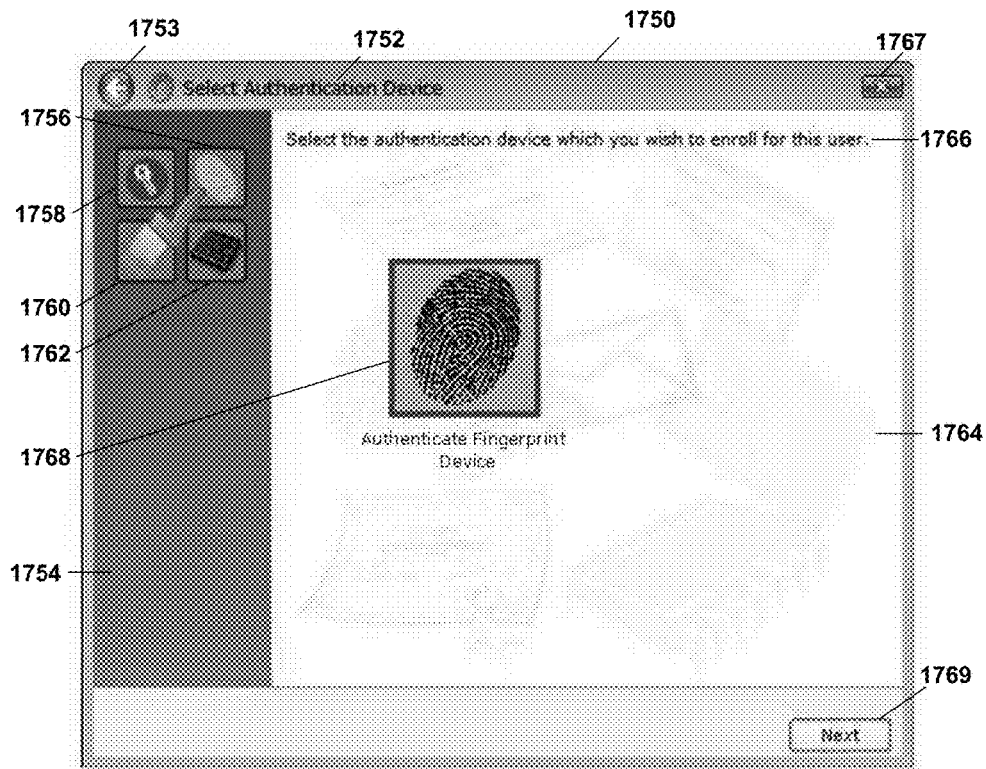 1753
1752
1750
1767
Select Authentication Device
1756
Select the authentication device which you wish to enroll for this user.
1766
1758
1760
1762
1768
Authenticate Fingerprint
Device
1764
1754
1769
Next